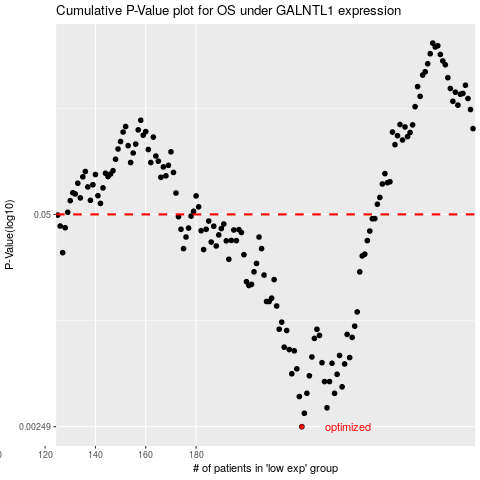 Cumulative P-Value plot for OS under GALNTL1 expression
P-Value(log10)
0.05
0.00249
optimized
0 120 140 160 180
# of patients in 'low exp' group